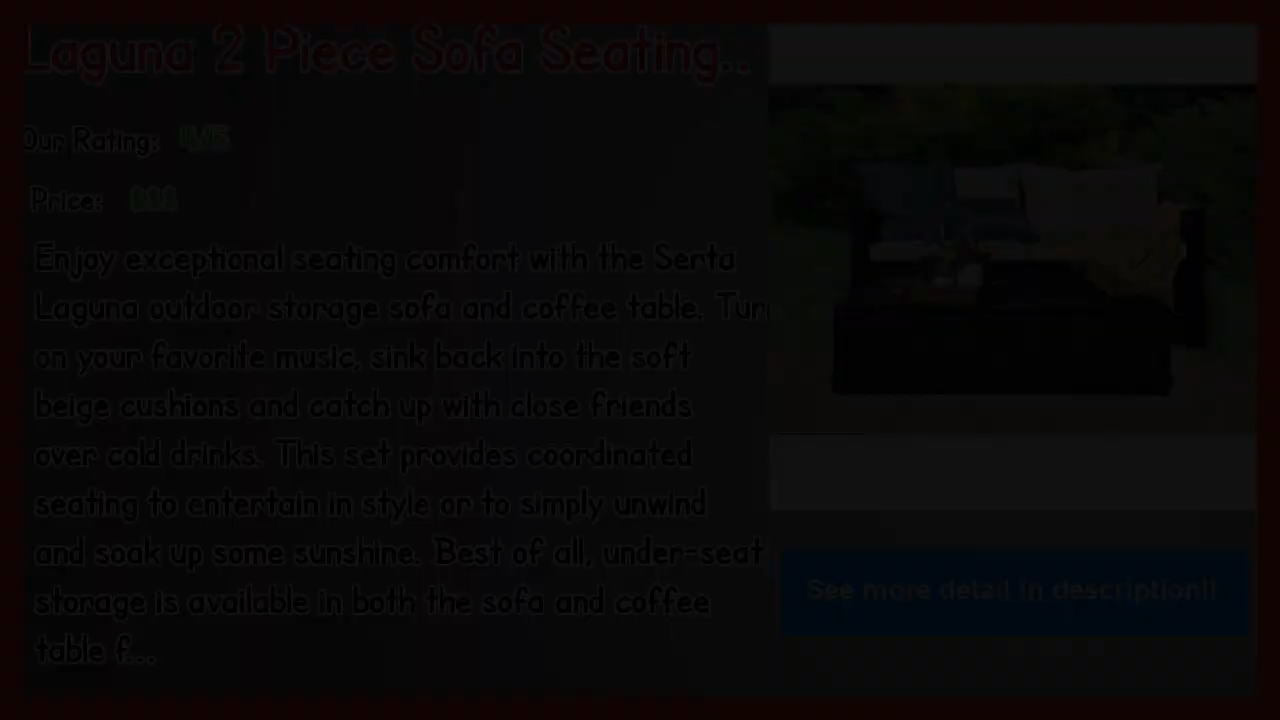 Laguna 2 Piece Sofa Seating..
Our Rating: 4/5
Price: $$$
Enjoy exceptional seating comfort with the Serta
Laguna outdoor storage sofa and coffee table. Turn
on your favorite music, sink back into the soft
beige cushions and catch up with close friends
over cold drinks. This set provides coordinated
seating to entertain in style or to simply unwind
and soak up some sunshine. Best of all, under-seat
storage is available in both the sofa and coffee
table f...
See more detail in description!!